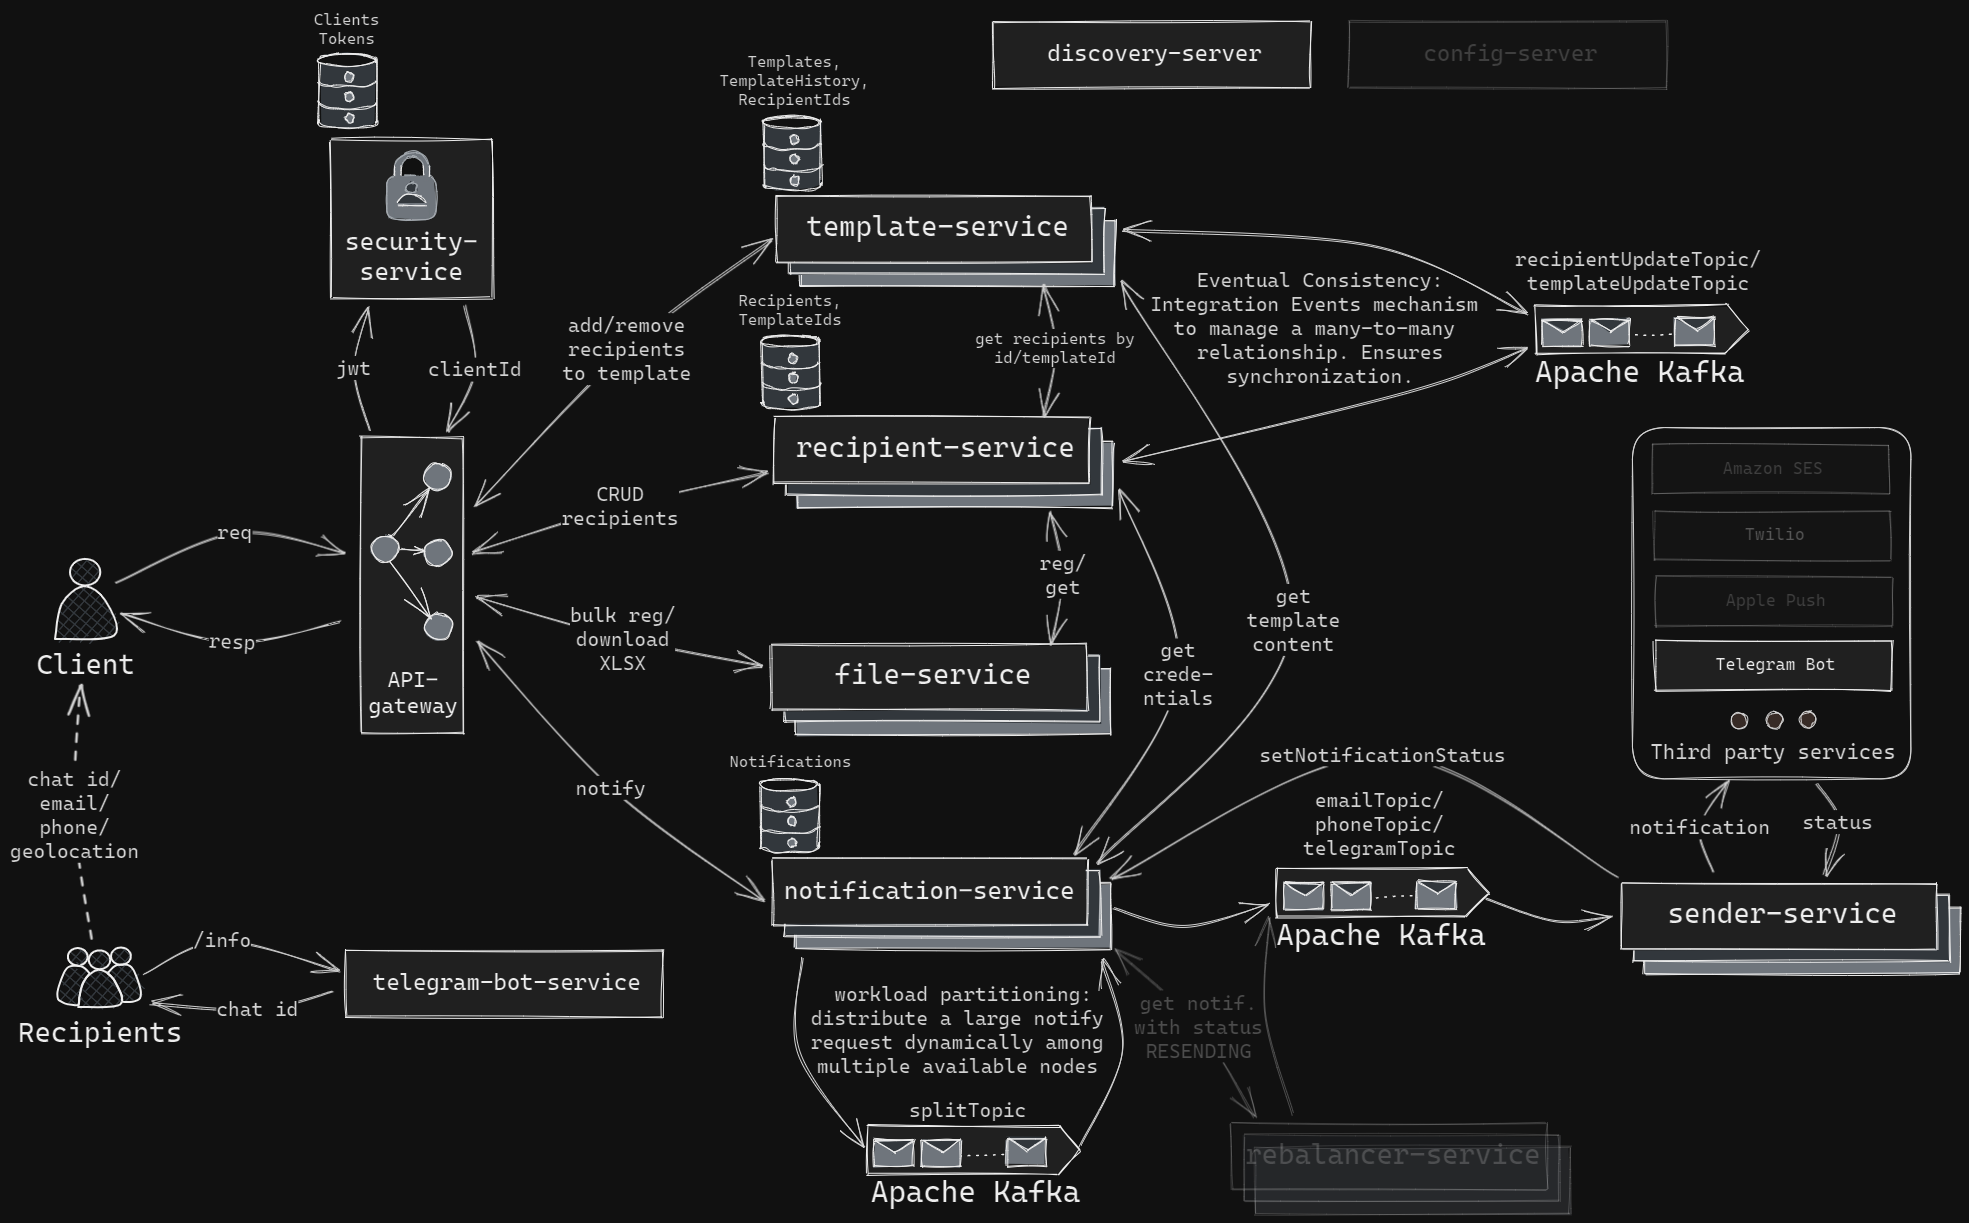 Clients
Tokens
discovery-server
config-server
Templates,
TemplateHistory,
RecipientIds
security-
service
template-service
recipientUpdateTopic/
templateUpdateTopic
Apache Kafka
Eventual Consistency:
Integration Events mechanism
to manage a many-to-many
relationship. Ensures
synchronization.
Recipients,
TemplateIds
get recipients by
id/templateId
add/remove
recipients
to template
jwt
clientId
recipient-service
CRUD
recipients
req
resp
Client
API-
gateway
bulk reg/
download
XLSX
reg/
get
file-service
get
crede-
ntials
get
template
content
Amazon SES
Twilio
Apple Push
Telegram Bot
Third party services
chat id/
email/
phone/
geolocation
notify
Notifications
notification-service
setNotificationStatus
emailTopic/
phoneTopic/
telegramTopic
Apache Kafka
notification
status
sender-service
/info
chat id
Recipients
telegram-bot-service
workload partitioning:
distribute a large notify
request dynamically among
multiple available nodes
splitTopic
Apache Kafka
get notif.
with status
RESENDING
rebalancer-service